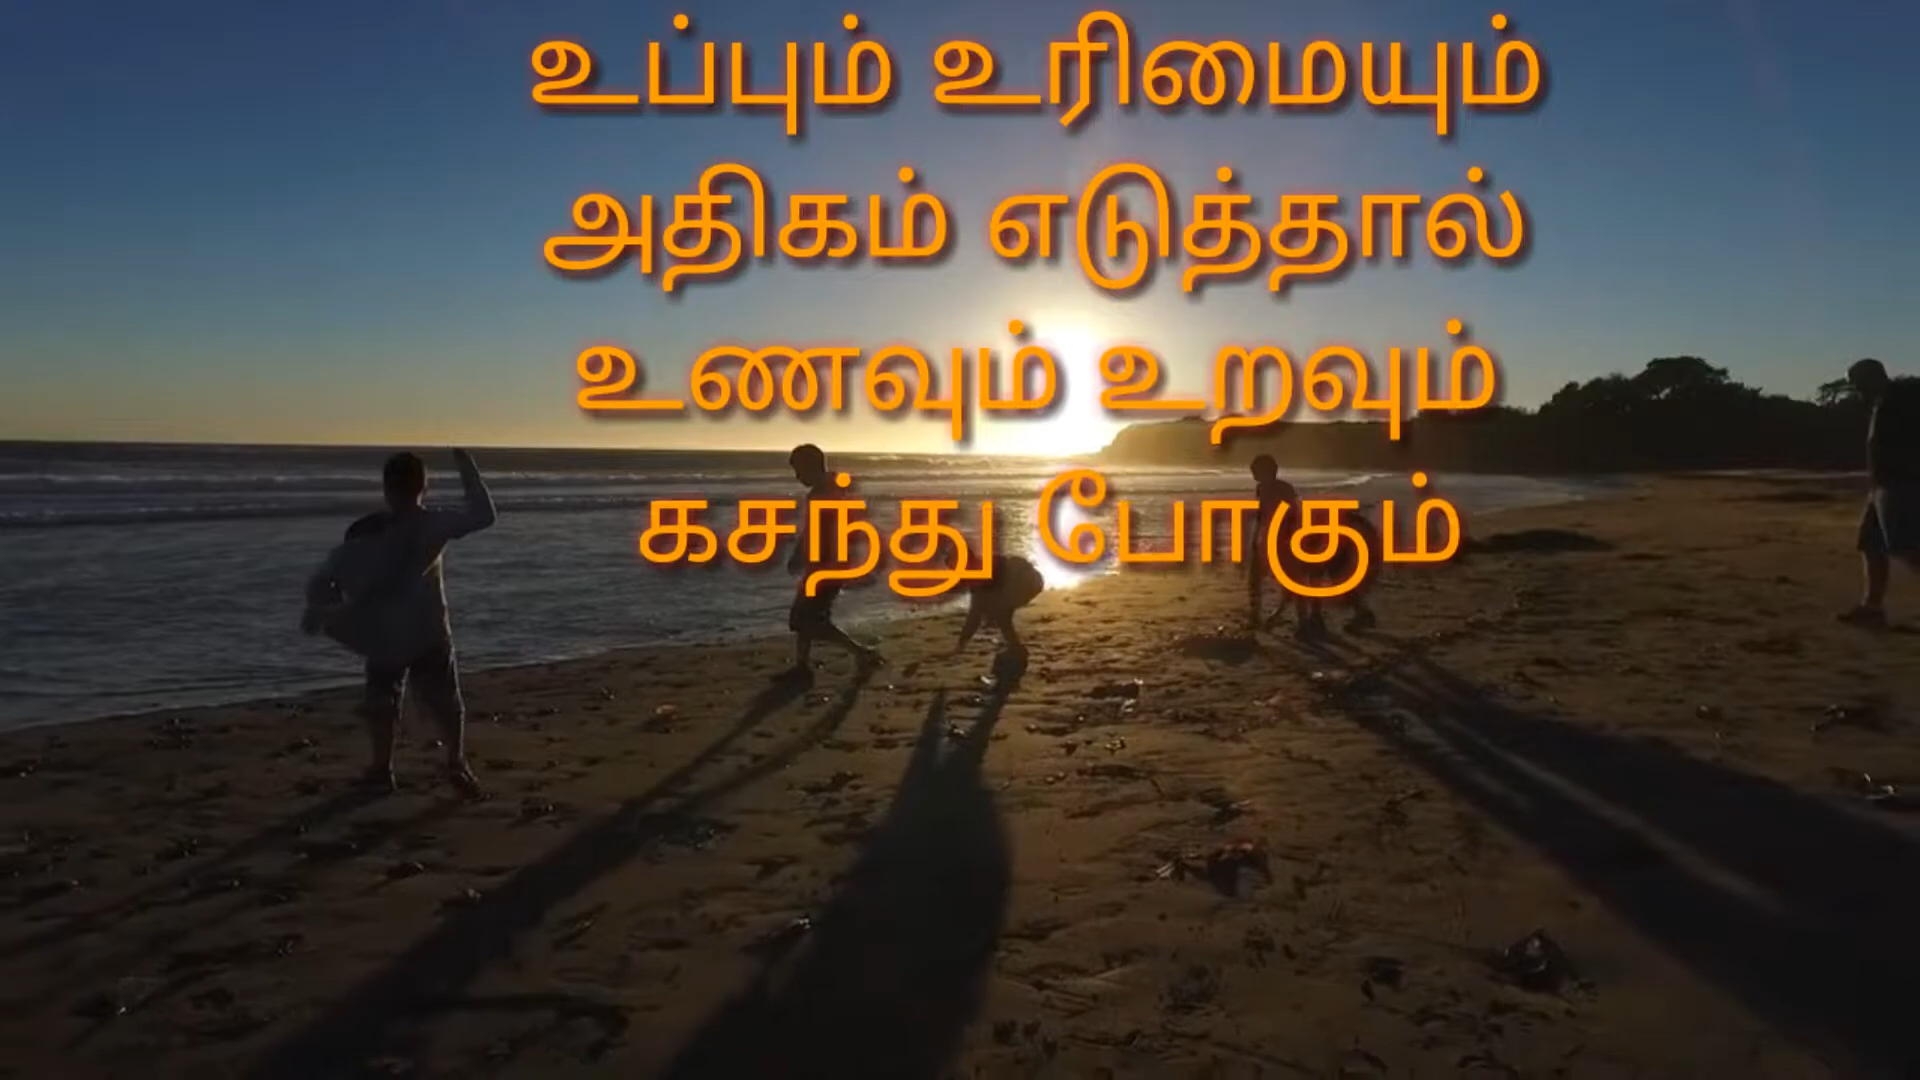 உப்பும் உரிமையும்
அதிகம் எடுத்தால்
உணவும் உறவும்
கசந்து போகும்